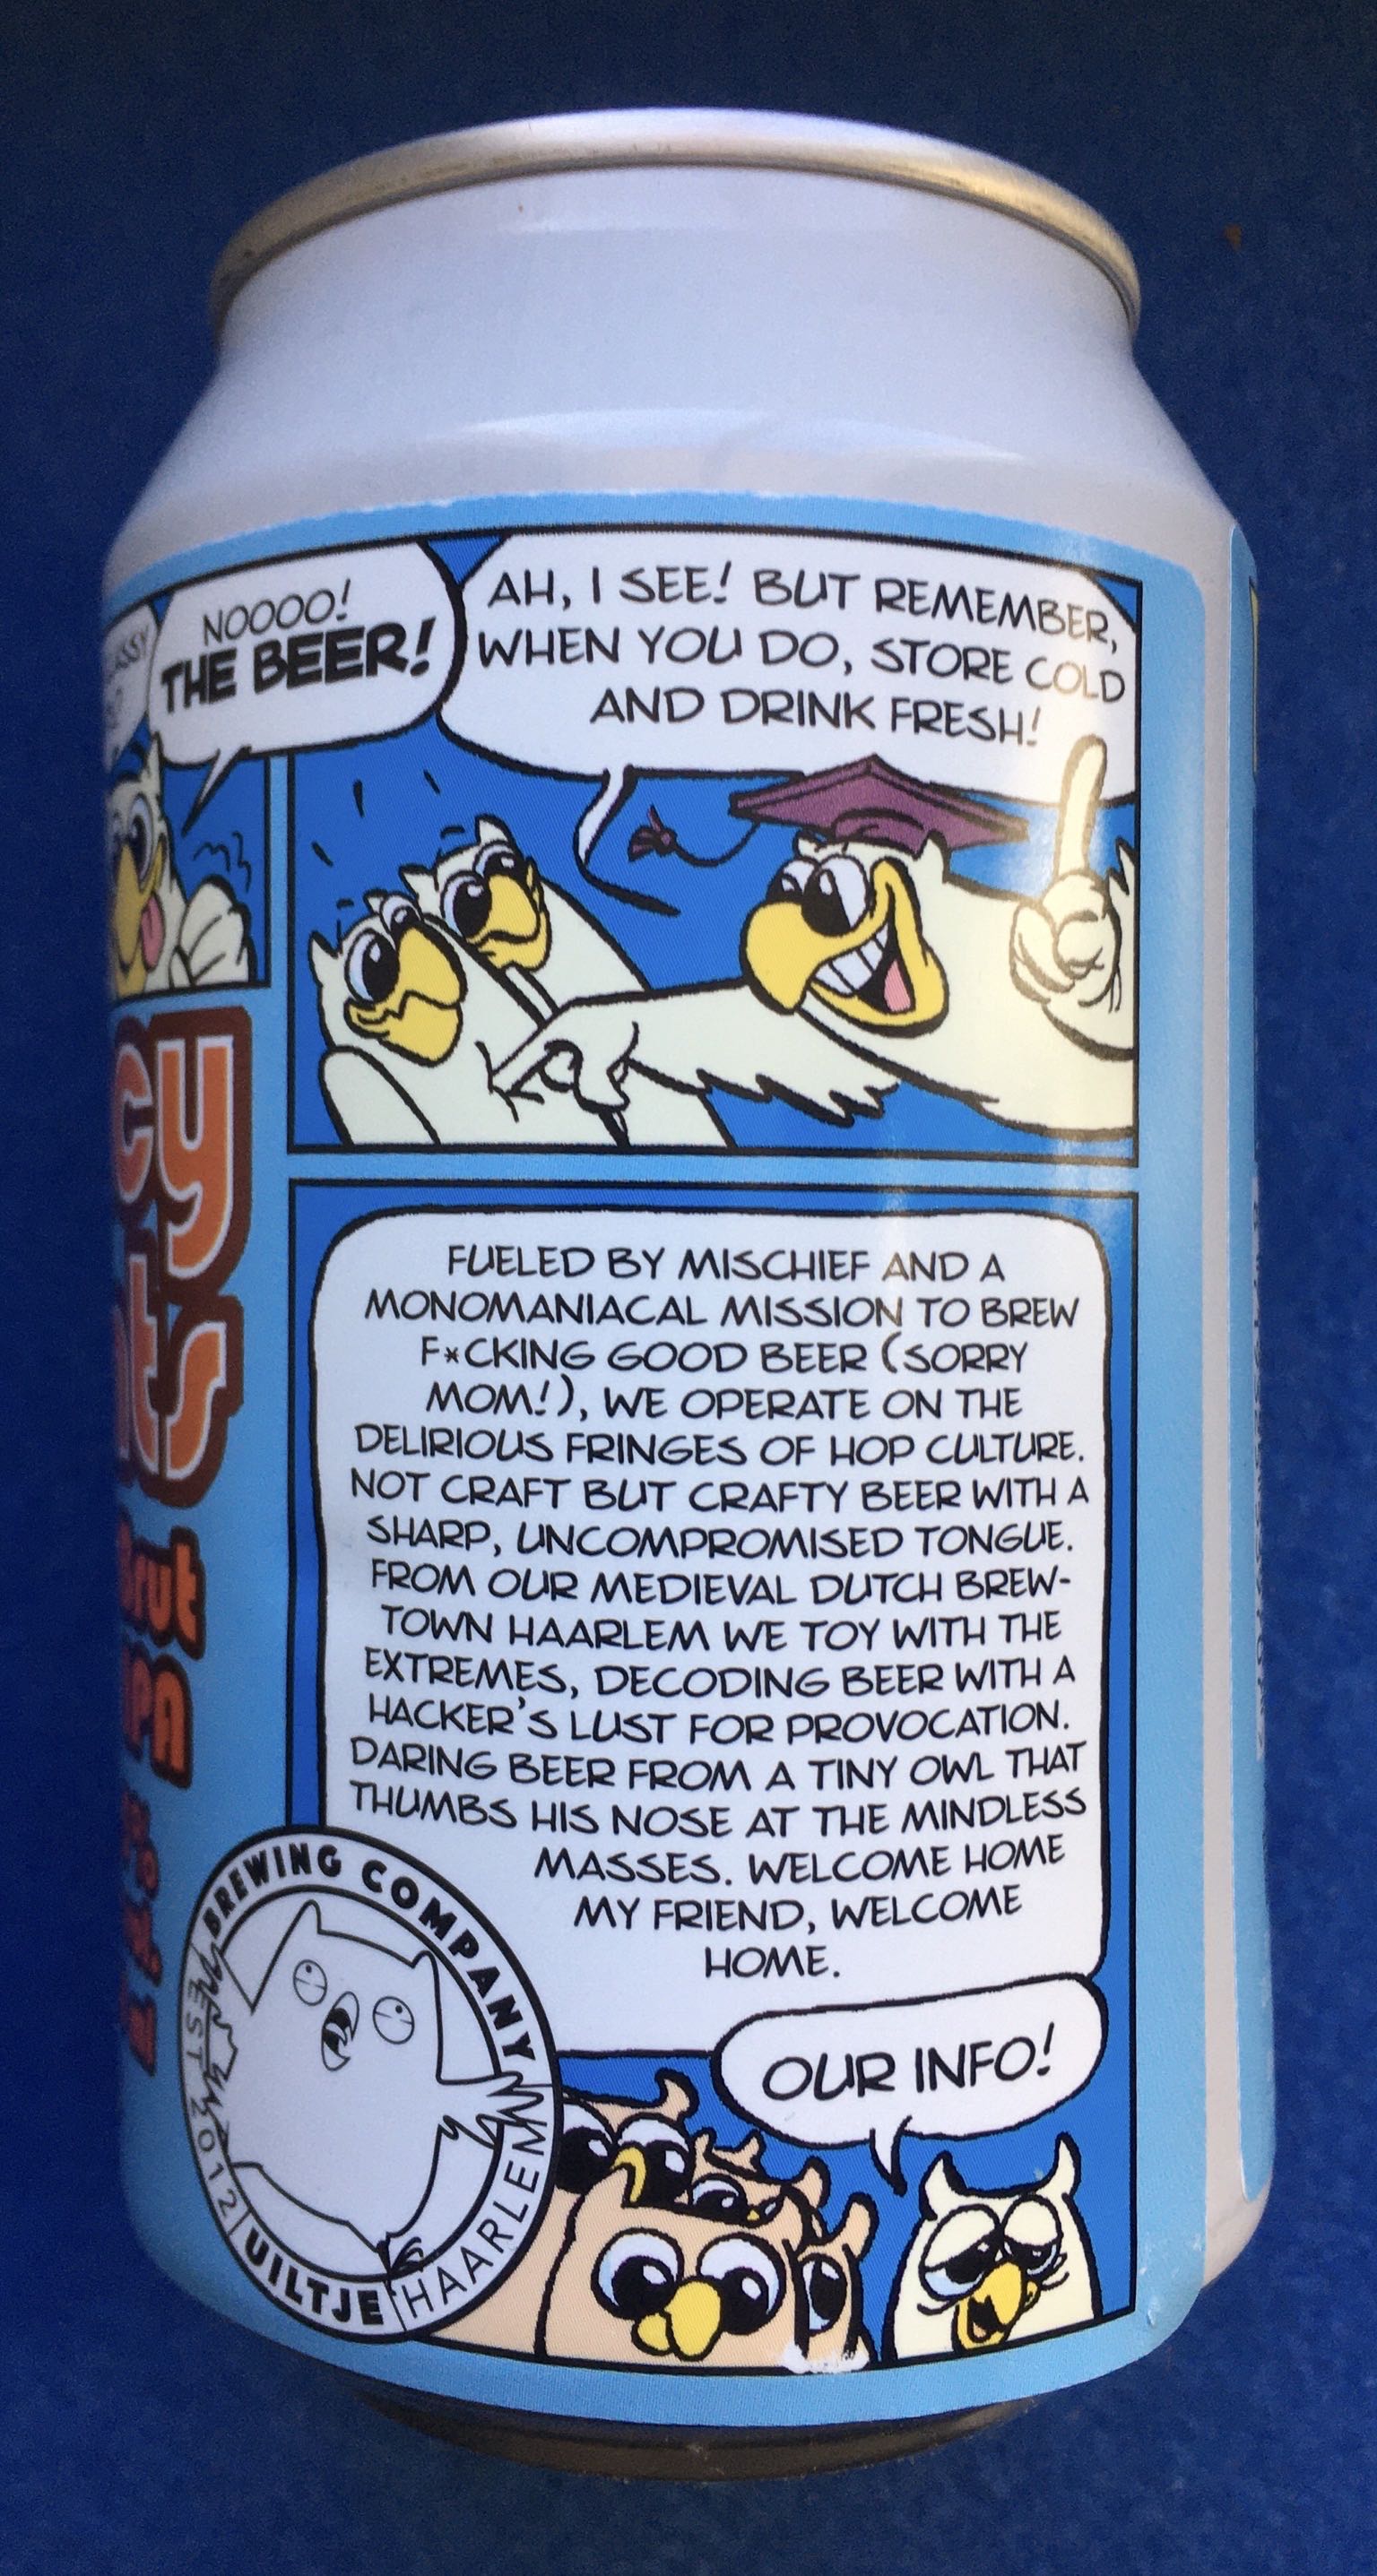 NOOOO!
THE BEER!
AH, I SEE! BUT REMEMBER,
WHEN YOU DO, STORE COLD
AND DRINK FRESH!
FUELED BY MISCHIEF AND A
MONOMANIACAL MISSION TO BREW
F*CKING GOOD BEER (SORRY
MOM!), WE OPERATE ON THE
DELIRIOUS FRINGES OF HOP CULTURE.
NOT CRAFT BUT CRAFTY BEER WITH A
SHARP, UNCOMPROMISED TONGUE.
FROM OUR MEDIEVAL DUTCH BREW-
TOWN HAARLEM WE TOY WITH THE
EXTREMES, DECODING BEER WITH A
HACKER'S LUST FOR PROVOCATION.
DARING BEER FROM A TINY OWL THAT
THUMBS HIS NOSE AT THE MINDLESS
MASSES. WELCOME HOME
MY FRIEND, WELCOME
HOME.
OUR INFO!
BREWING COMPANY
EST 2012
UILTJE
HAARLEM
cy
ts
Brut
IPA